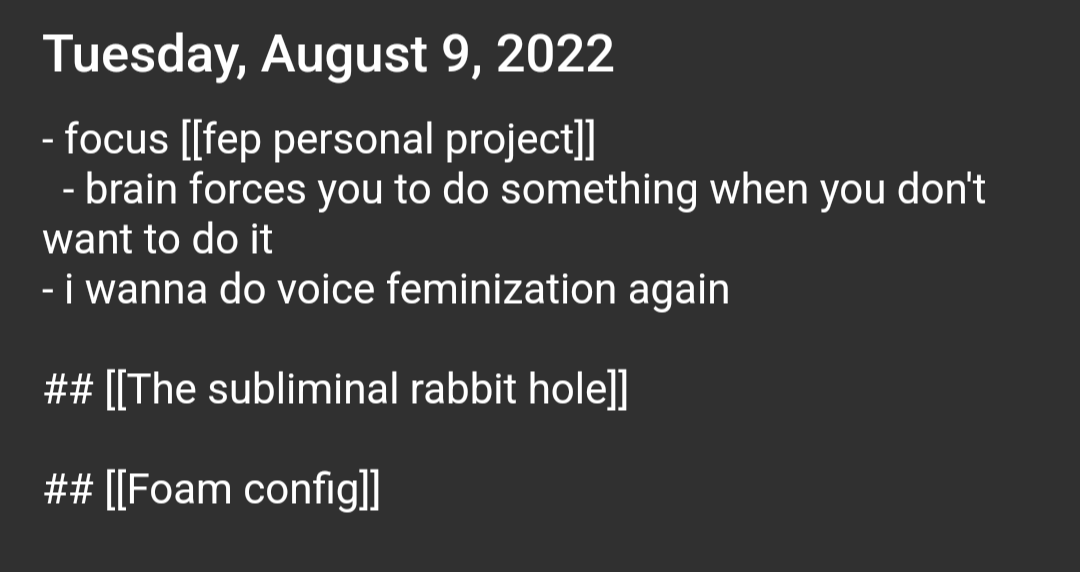 Tuesday, August 9, 2022
- focus [[fep personal project]]
- brain forces you to do something when you don't
want to do it
- i wanna do voice feminization again
## [[The subliminal rabbit hole]]
## [[Foam config]]